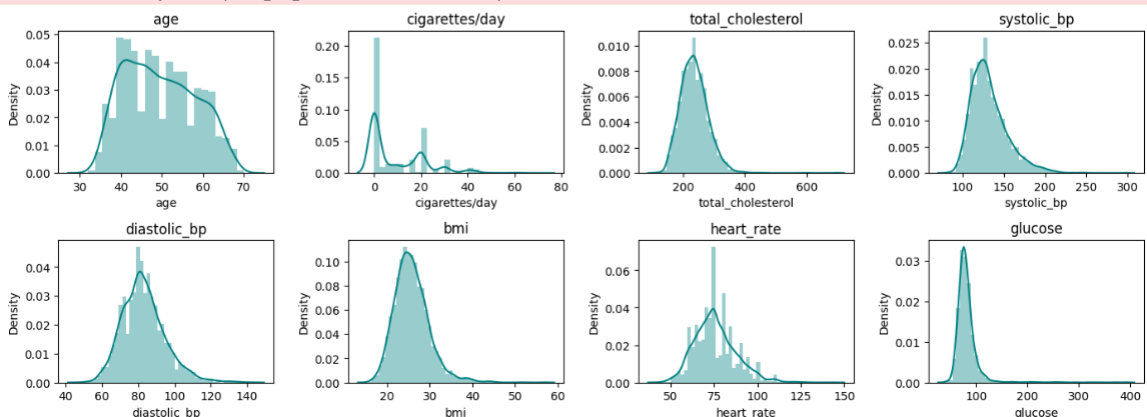 age cigarettes/day total_cholesterol systolic_bp
0.05 0.04 0.03 0.02 0.01 0.00
Density
30 40 50 60 70
age
0.20 0.15 0.10 0.05 0.00
Density
0 20 40 60 80
cigarettes/day
0.010 0.008 0.006 0.004 0.002 0.000
Density
200 400 600
total_cholesterol
0.025 0.020 0.015 0.010 0.005 0.000
Density
100 150 200 250 300
systolic_bp
diastolic_bp bmi heart_rate glucose
0.04 0.03 0.02 0.01 0.00
Density
40 60 80 100 120 140
diastolic_bp
0.10 0.08 0.06 0.04 0.02 0.00
Density
20 30 40 50 60
bmi
0.06 0.04 0.02 0.00
Density
50 75 100 125 150
heart_rate
0.03 0.02 0.01 0.00
Density
100 200 300 400
glucose